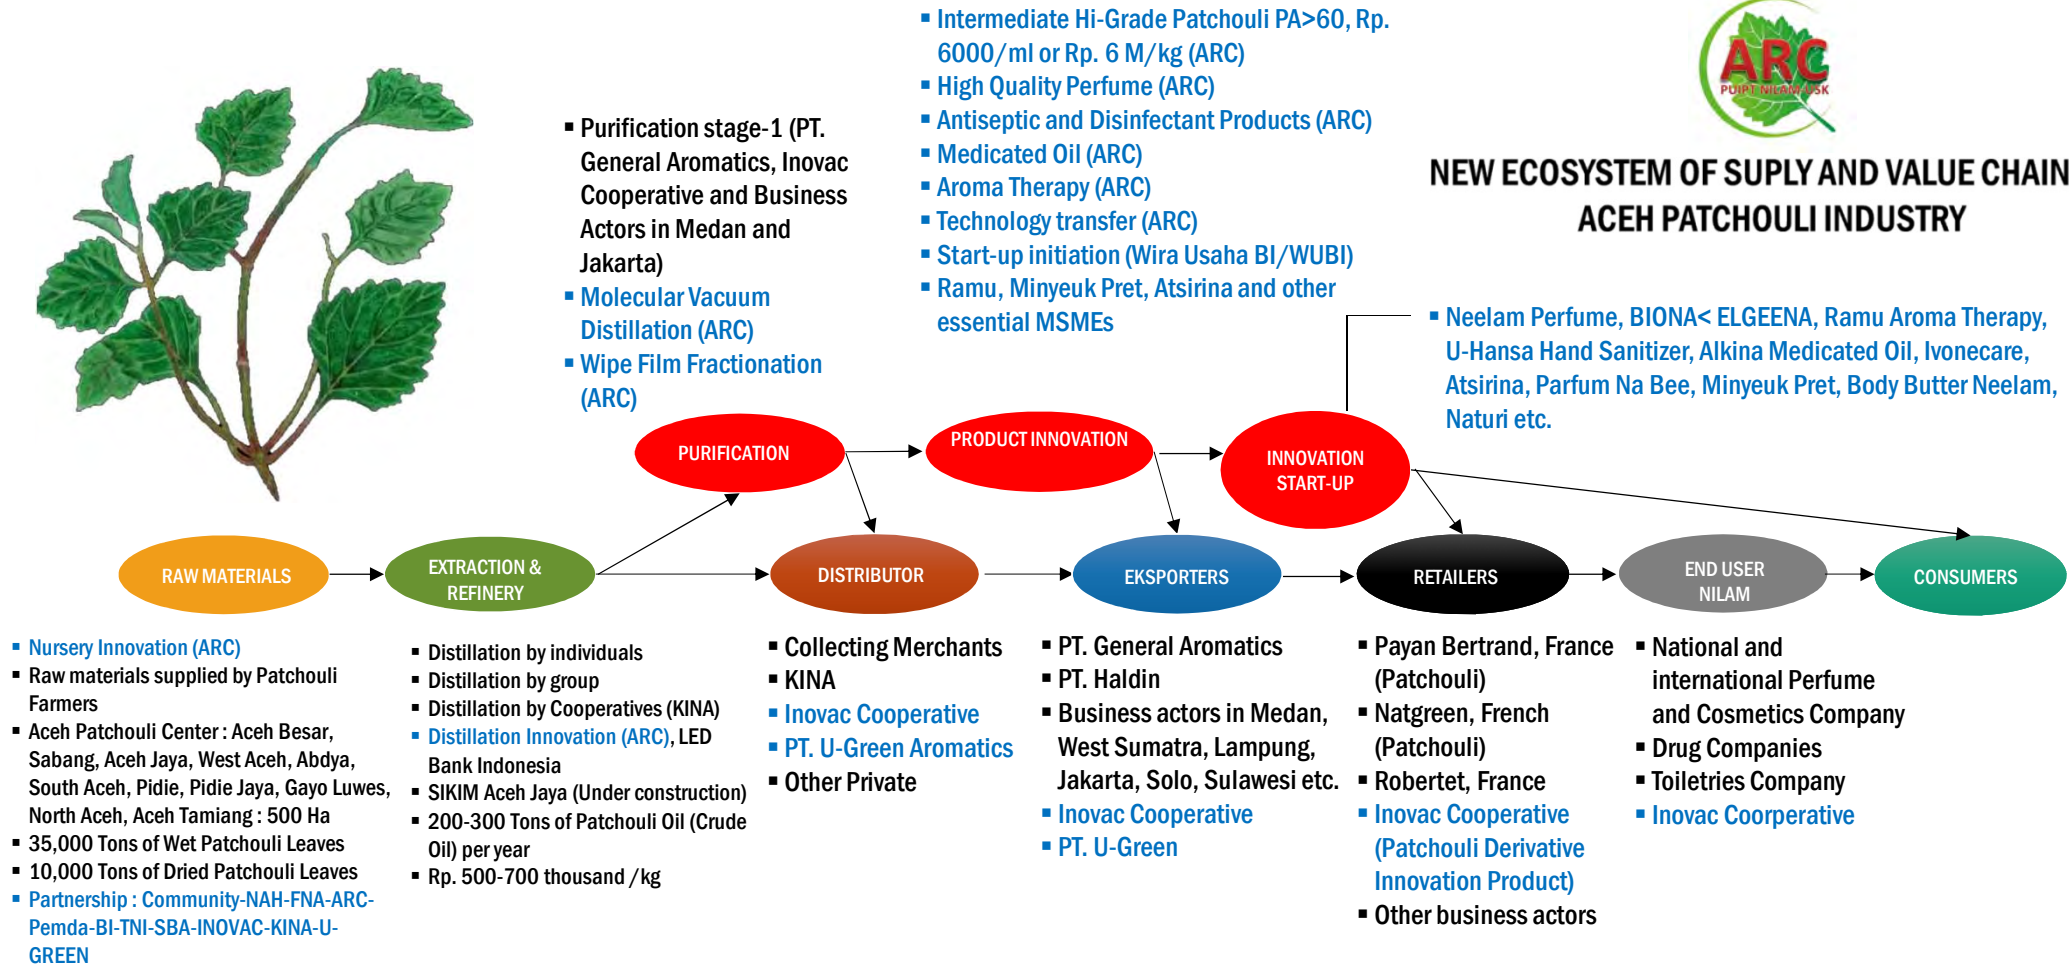 ▪ Intermediate Hi-Grade Patchouli PA>60, Rp.
6000/ml or Rp. 6 M/kg (ARC)
▪ High Quality Perfume (ARC)
▪ Antiseptic and Disinfectant Products (ARC)
▪ Medicated Oil (ARC)
▪ Aroma Therapy (ARC)
▪ Technology transfer (ARC)
▪ Start-up initiation (Wira Usaha BI/WUBI)
▪ Ramu, Minyeuk Pret, Atsirina and other
essential MSMEs
ARC
PUIPT NILAM-USK
NEW ECOSYSTEM OF SUPLY AND VALUE CHAIN
ACEH PATCHOULI INDUSTRY
▪ Purification stage-1 (PT.
General Aromatics, Inovac
Cooperative and Business
Actors in Medan and
Jakarta)
▪ Molecular Vacuum
Distillation (ARC)
▪ Wipe Film Fractionation
(ARC)
▪ Neelam Perfume, BIONA< ELGEENA, Ramu Aroma Therapy,
U-Hansa Hand Sanitizer, Alkina Medicated Oil, Ivonecare,
Atsirina, Parfum Na Bee, Minyeuk Pret, Body Butter Neelam,
Naturi etc.
PURIFICATION
PRODUCT INNOVATION
INNOVATION
START-UP
RAW MATERIALS
EXTRACTION &
REFINERY
DISTRIBUTOR
EKSPORTERS
RETAILERS
END USER
NILAM
CONSUMERS
▪ Nursery Innovation (ARC)
▪ Raw materials supplied by Patchouli
Farmers
▪ Aceh Patchouli Center : Aceh Besar,
Sabang, Aceh Jaya, West Aceh, Abdya,
South Aceh, Pidie, Pidie Jaya, Gayo Luwes,
North Aceh, Aceh Tamiang : 500 Ha
▪ 35,000 Tons of Wet Patchouli Leaves
▪ 10,000 Tons of Dried Patchouli Leaves
▪ Partnership : Community-NAH-FNA-ARC-
Pemda-BI-TNI-SBA-INOVAC-KINA-U-
GREEN
▪ Distillation by individuals
▪ Distillation by group
▪ Distillation by Cooperatives (KINA)
▪ Distillation Innovation (ARC), LED
Bank Indonesia
▪ SIKIM Aceh Jaya (Under construction)
▪ 200-300 Tons of Patchouli Oil (Crude
Oil) per year
▪ Rp. 500-700 thousand /kg
▪ Collecting Merchants
▪ KINA
▪ Inovac Cooperative
▪ PT. U-Green Aromatics
▪ Other Private
▪ PT. General Aromatics
▪ PT. Haldin
▪ Business actors in Medan,
West Sumatra, Lampung,
Jakarta, Solo, Sulawesi etc.
▪ Inovac Cooperative
▪ PT. U-Green
▪ Payan Bertrand, France
(Patchouli)
▪ Natgreen, French
(Patchouli)
▪ Robertet, France
▪ Inovac Cooperative
(Patchouli Derivative
Innovation Product)
▪ Other business actors
▪ National and
international Perfume
and Cosmetics Company
▪ Drug Companies
▪ Toiletries Company
▪ Inovac Coorperative